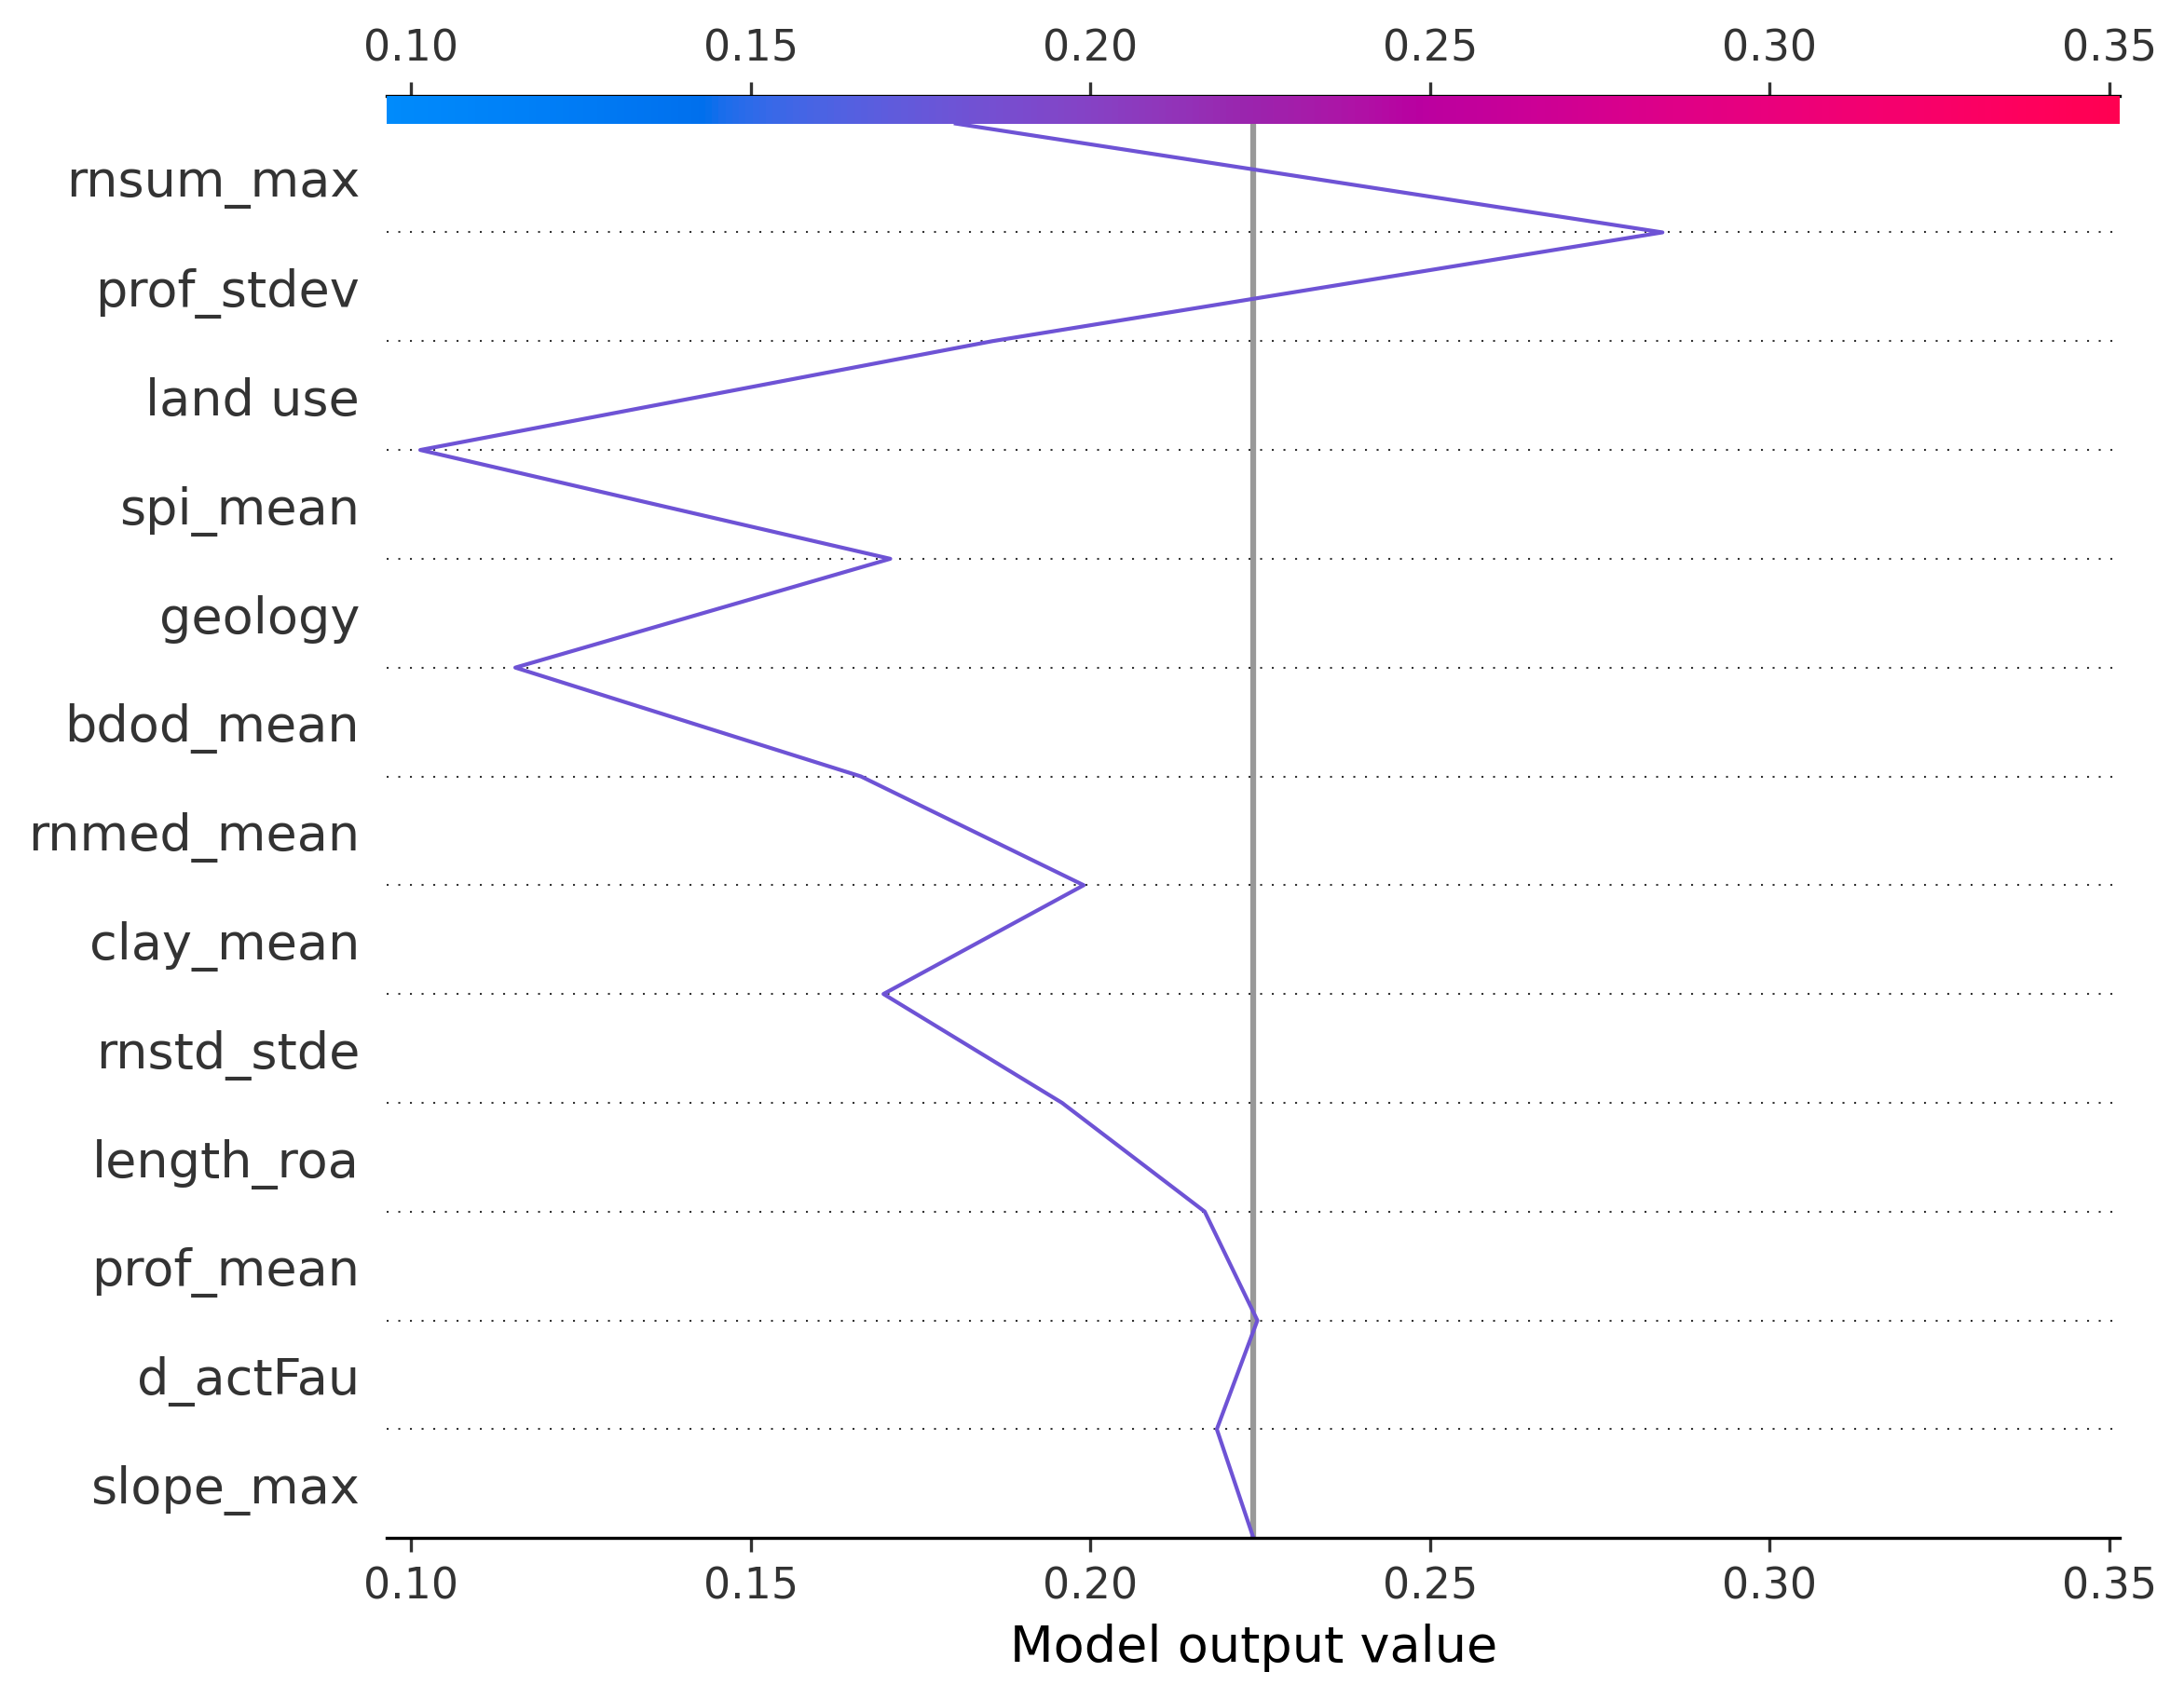 0.10 0.15 0.20 0.25 0.30 0.35
rnsum_max
prof_stdev
land use
spi_mean
geology
bdod_mean
rnmed_mean
clay_mean
rnstd_stde
length_roa
prof_mean
d_actFau
slope_max
0.10 0.15 0.20 0.25 0.30 0.35
Model output value